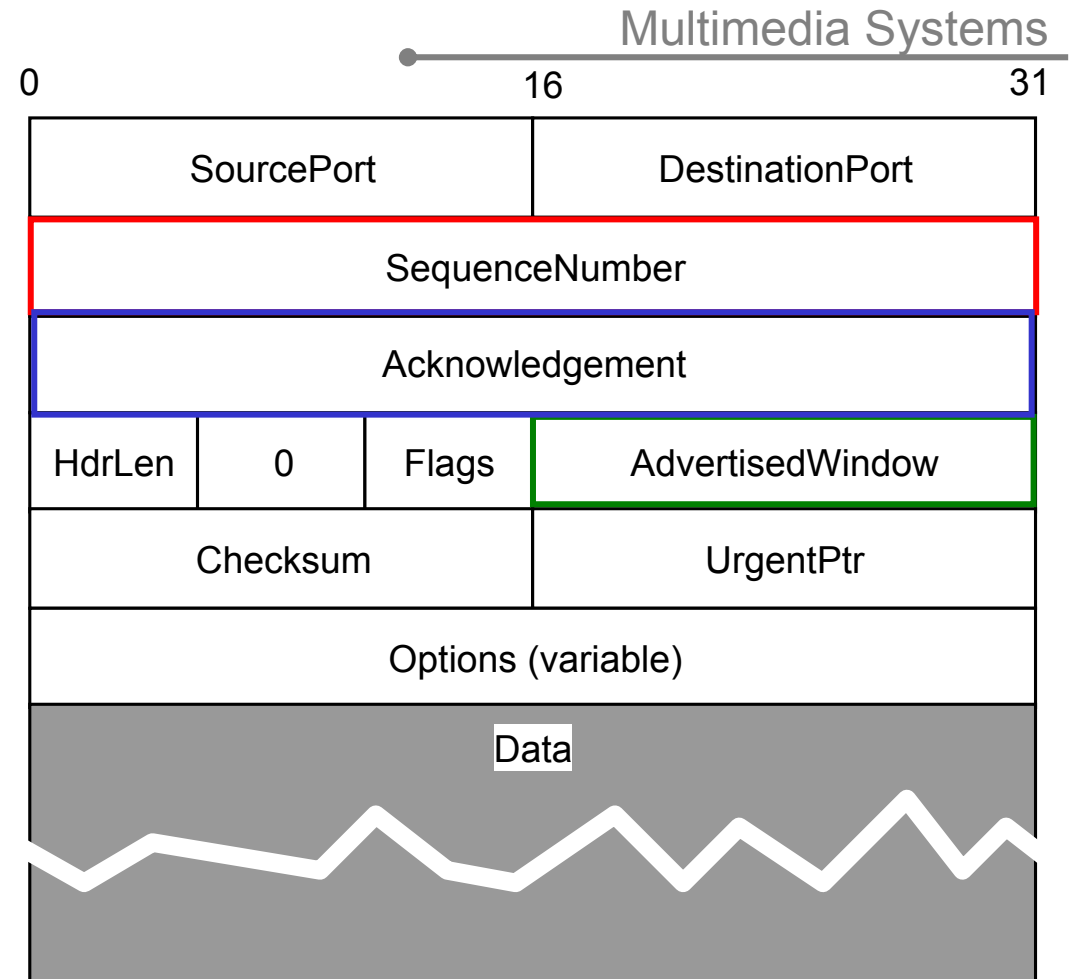 Multimedia Systems
0 16 31
SourcePort DestinationPort
SequenceNumber
Acknowledgement
HdrLen 0 Flags AdvertisedWindow
Checksum UrgentPtr
Options (variable)
Data